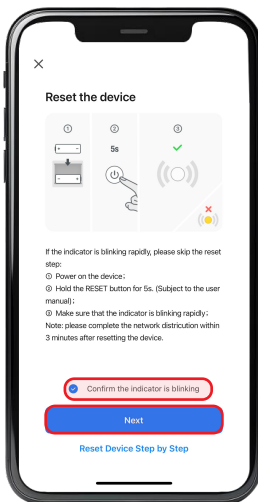 Reset the device
① ② ③
5s
If the indicator is blinking rapidly, please skip the reset
step:
① Power on the device;
② Hold the RESET button for 5s. (Subject to the user
manual);
③ Make sure that the indicator is blinking rapidly;
Note: please complete the network districution within
3 minutes after resetting the device.
Confirm the indicator is blinking
Next
Reset Device Step by Step